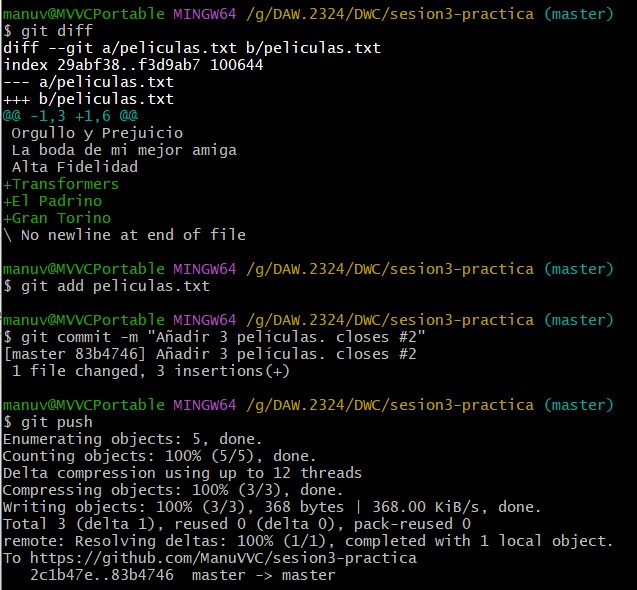 manuv@MVVCPortable MINGW64 /g/DAW.2324/DWC/sesion3-practica (master)
$ git diff
diff --git a/peliculas.txt b/peliculas.txt
index 29abf38..f3d9ab7 100644
--- a/peliculas.txt
+++ b/peliculas.txt
@@ -1,3 +1,6 @@
 Orgullo y Prejuicio
 La boda de mi mejor amiga
 Alta Fidelidad
+Transformers
+El Padrino
+Gran Torino
\ No newline at end of file
manuv@MVVCPortable MINGW64 /g/DAW.2324/DWC/sesion3-practica (master)
$ git add peliculas.txt
manuv@MVVCPortable MINGW64 /g/DAW.2324/DWC/sesion3-practica (master)
$ git commit -m "Añadir 3 películas. closes #2"
[master 83b4746] Añadir 3 películas. closes #2
 1 file changed, 3 insertions(+)
manuv@MVVCPortable MINGW64 /g/DAW.2324/DWC/sesion3-practica (master)
$ git push
Enumerating objects: 5, done.
Counting objects: 100% (5/5), done.
Delta compression using up to 12 threads
Compressing objects: 100% (3/3), done.
Writing objects: 100% (3/3), 368 bytes | 368.00 KiB/s, done.
Total 3 (delta 1), reused 0 (delta 0), pack-reused 0
remote: Resolving deltas: 100% (1/1), completed with 1 local object.
To https://github.com/ManuVVC/sesion3-practica
   2c1b47e..83b4746  master -> master